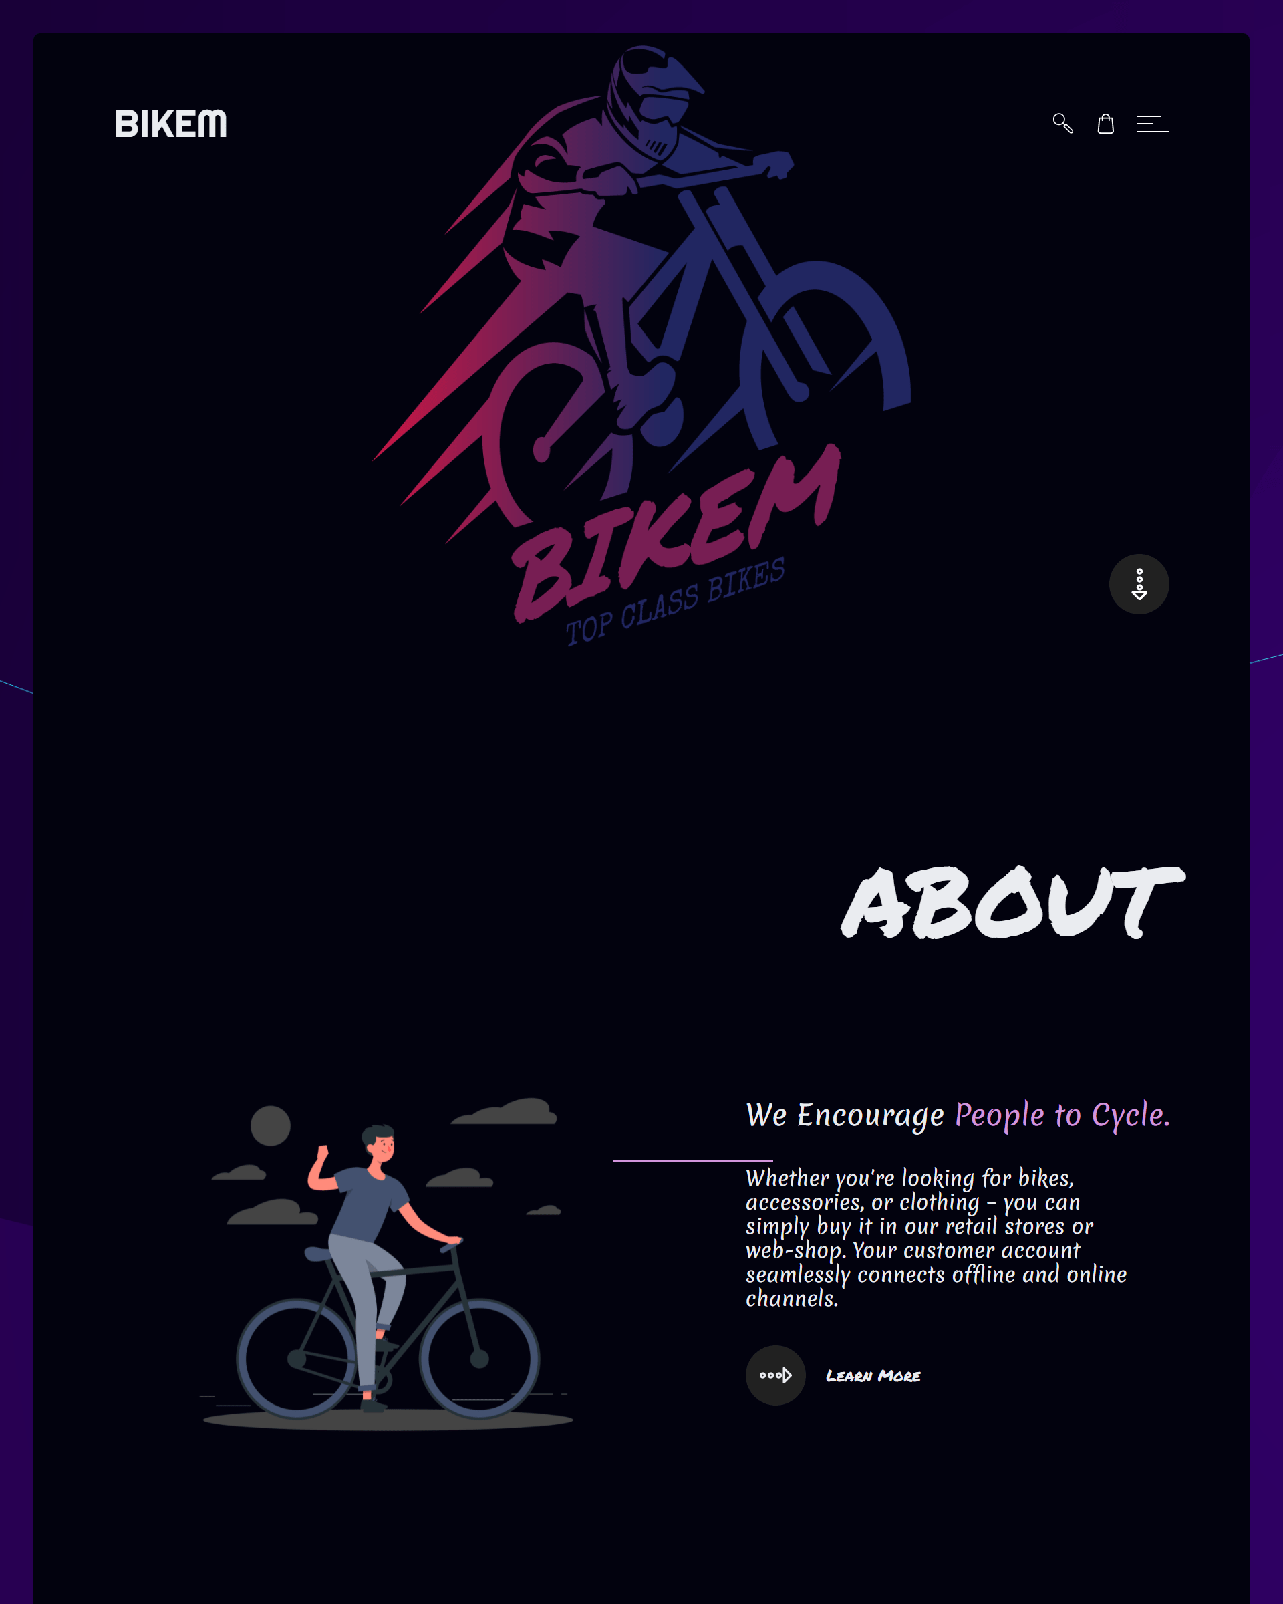 BIKEM
BIKEM
TOP CLASS BIKES
ABOUT
We Encourage People to Cycle.
Whether you're looking for bikes,
accessories, or clothing – you can
simply buy it in our retail stores or
web-shop. Your customer account
seamlessly connects offline and online
channels.
Learn More